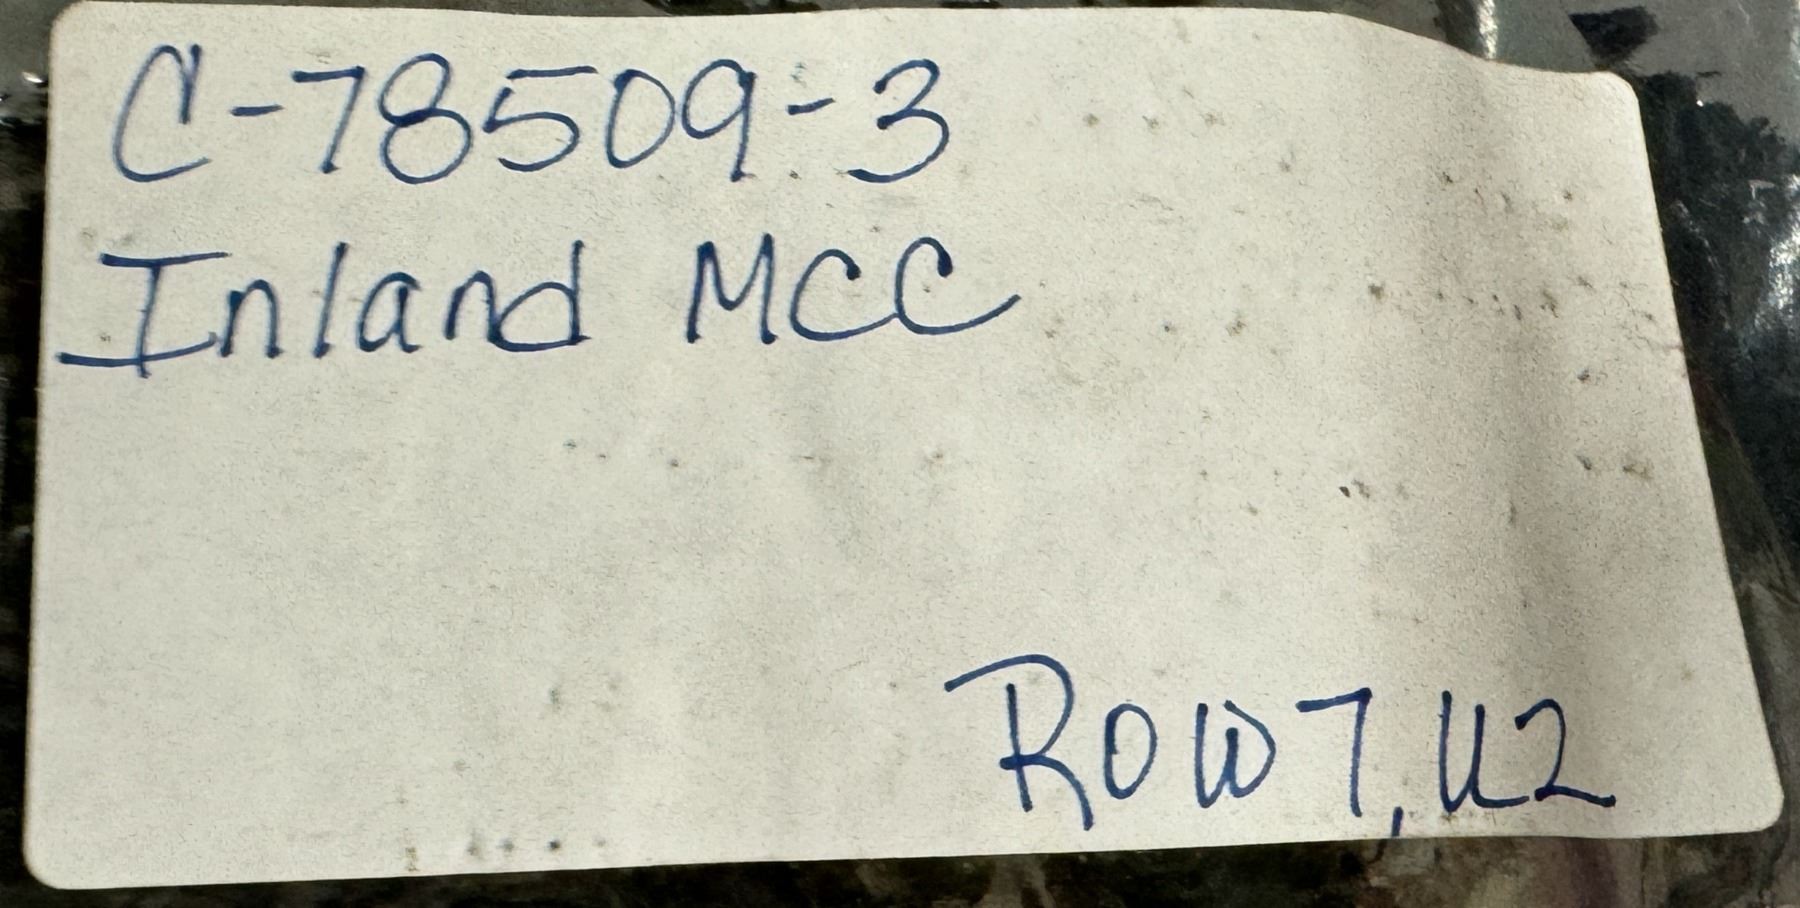 C-78509-3
Inland MCC
Row 7, U2